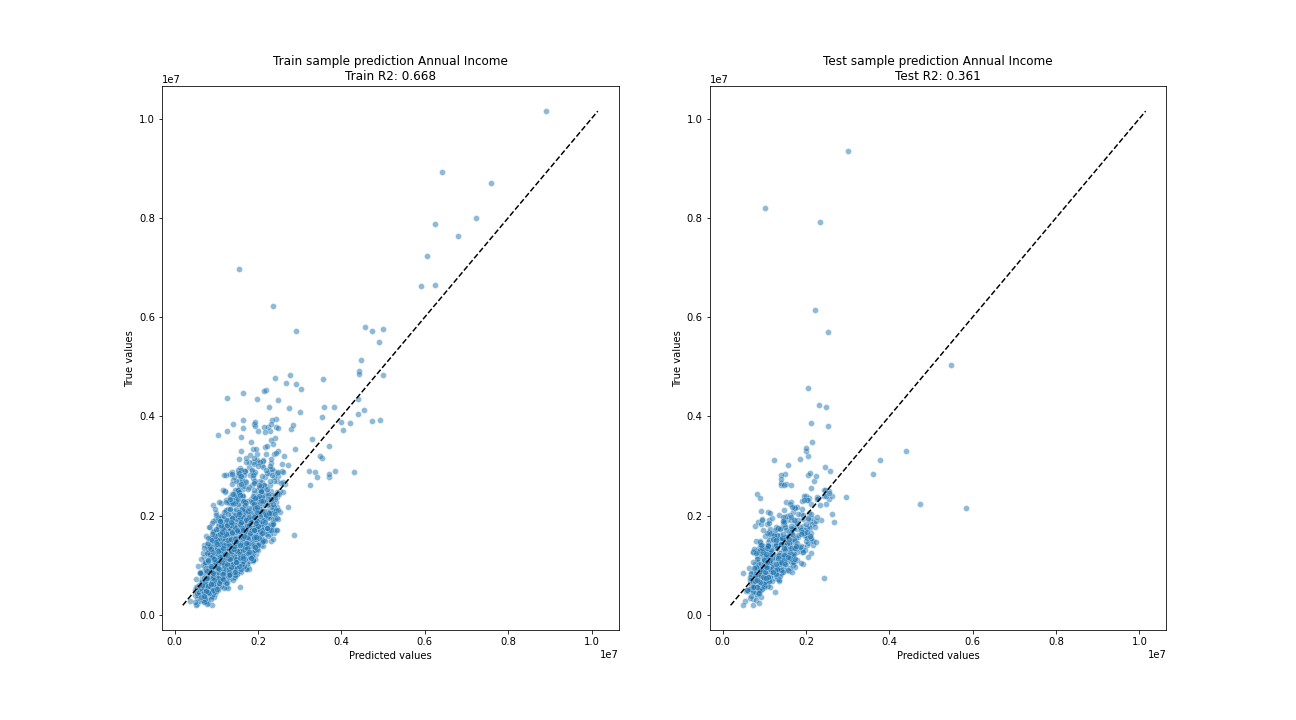 Train sample prediction Annual Income
Train R2: 0.668
1e7
1.0
0.8
0.6
0.4
0.2
0.0
True values
0.0 0.2 0.4 0.6 0.8 1.0
Predicted values
1e7
Test sample prediction Annual Income
Test R2: 0.361
1e7
1.0
0.8
0.6
0.4
0.2
0.0
True values
0.0 0.2 0.4 0.6 0.8 1.0
Predicted values
1e7